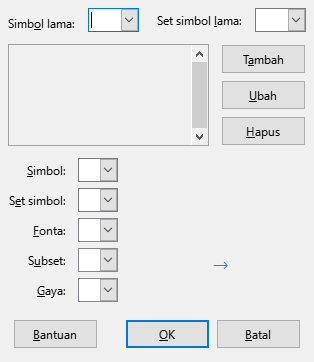 Simbol lama: Set simbol lama:
Tambah
Ubah
Hapus
Simbol:
Set simbol:
Fonta:
Subset:
→
Gaya:
Bantuan OK Batal